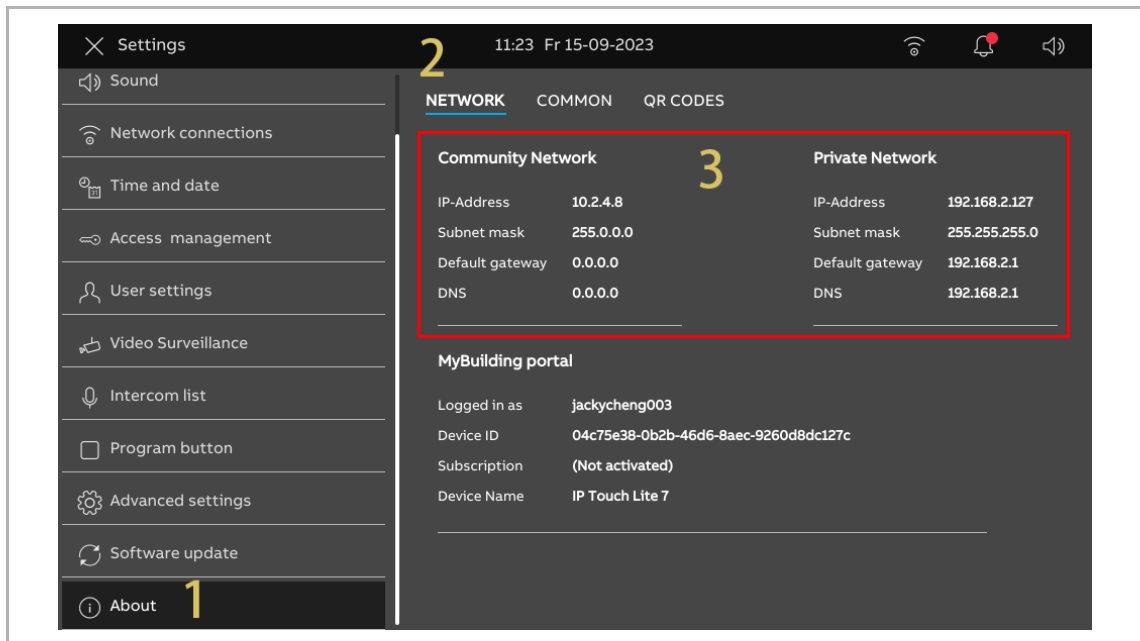 Settings
11:23 Fr 15-09-2023
2
Sound
Network connections
Time and date
Access management
User settings
Video Surveillance
Intercom list
Program button
Advanced settings
Software update
About
1
NETWORK COMMON QR CODES
3
Community Network
IP-Address 10.2.4.8
Subnet mask 255.0.0.0
Default gateway 0.0.0.0
DNS 0.0.0.0
Private Network
IP-Address 192.168.2.127
Subnet mask 255.255.255.0
Default gateway 192.168.2.1
DNS 192.168.2.1
MyBuilding portal
Logged in as jackycheng003
Device ID 04c75e38-0b2b-46d6-8aec-9260d8dc127c
Subscription (Not activated)
Device Name IP Touch Lite 7